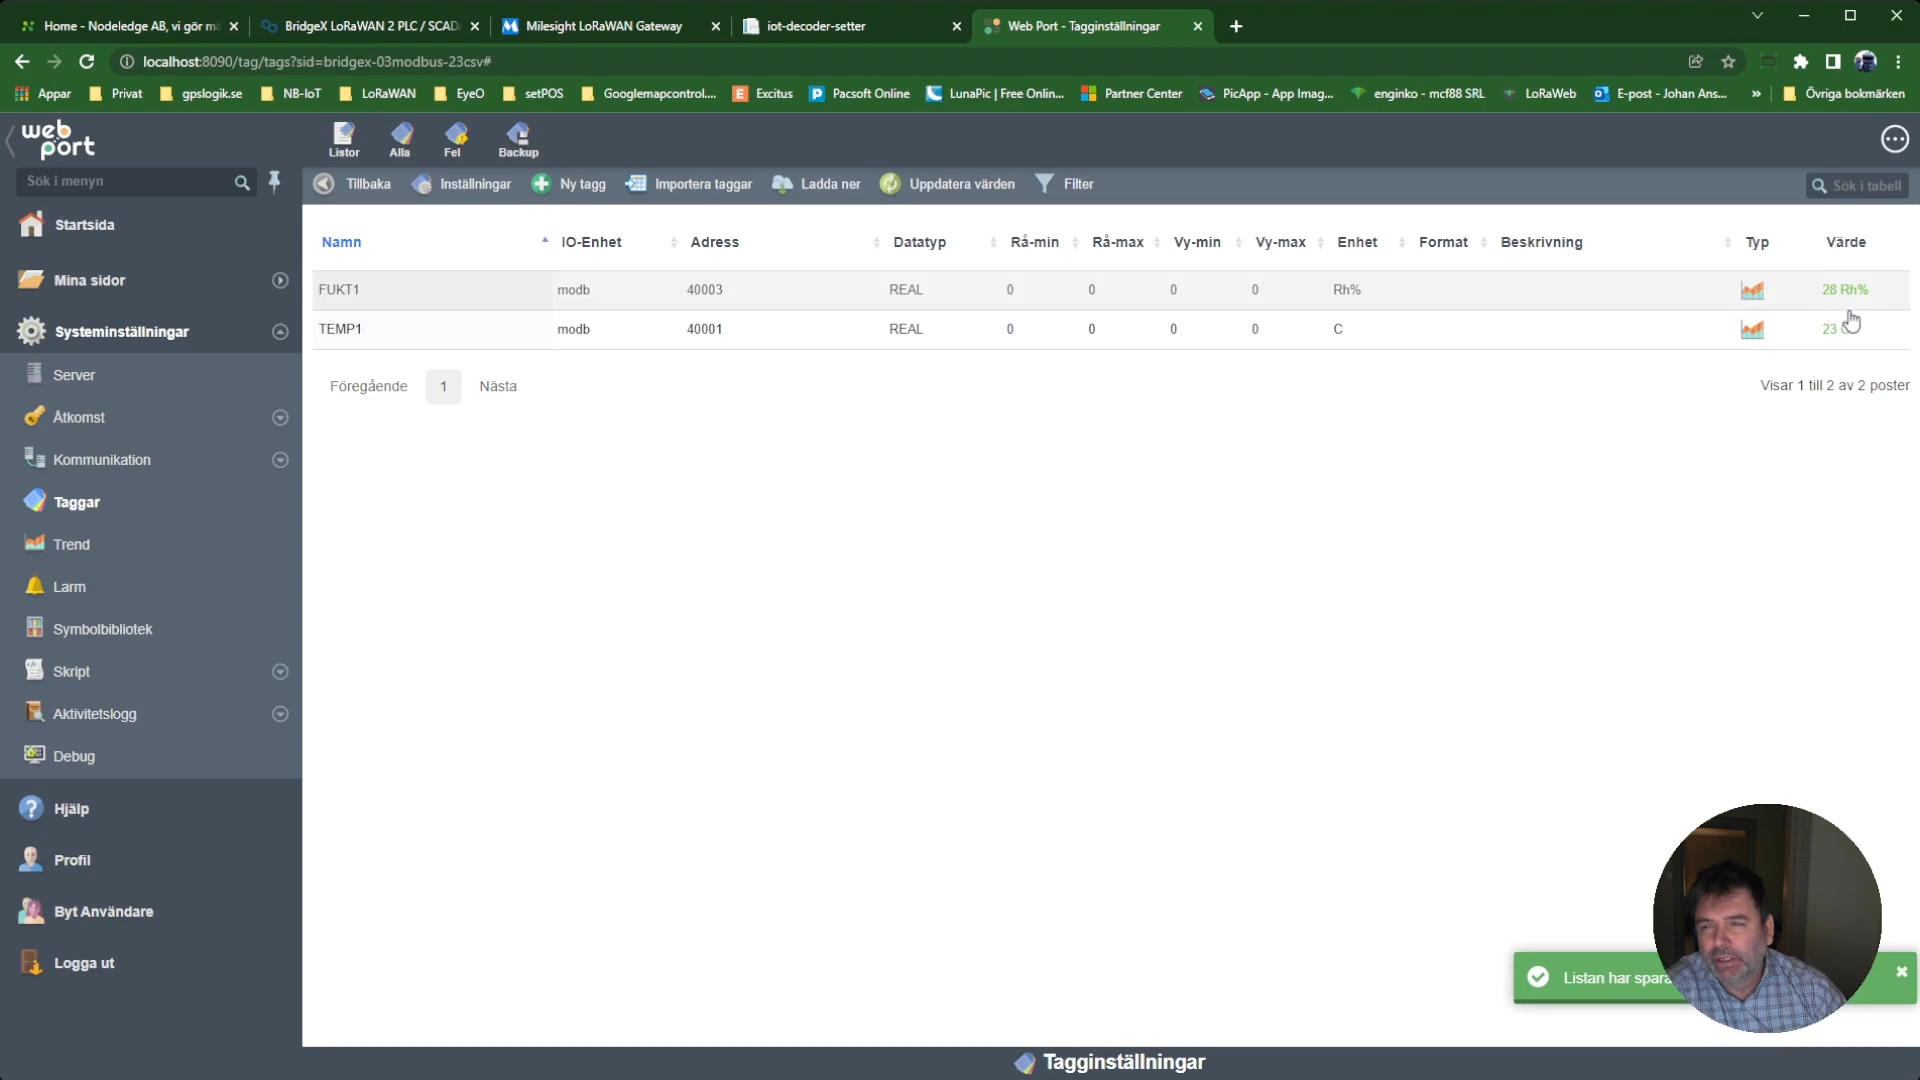 Home - Nodeledge AB, vi gör mä
BridgeX LoRaWAN 2 PLC / SCAD
Milesight LoRaWAN Gateway
iot-decoder-setter
Web Port - Tagginställningar
localhost:8090/tag/tags?sid=bridgex-03modbus-23csv#
Appar
Privat
gpslogik.se
NB-IoT
LoRaWAN
EyeO
setPOS
Googlemapcontrol....
Excitus
Pacsoft Online
LunaPic | Free Onlin...
Partner Center
PicApp - App Imag...
enginko - mcf88 SRL
LoRaWeb
E-post - Johan Ans...
»
Övriga bokmärken
web port
Listor
Alla
Fel
Backup
Sök i menyn
Tillbaka
Inställningar
Ny tagg
Importera taggar
Ladda ner
Uppdatera värden
Filter
Sök i tabell
Startsida
Mina sidor
Systeminställningar
Server
Åtkomst
Kommunikation
Taggar
Trend
Larm
Symbolbibliotek
Skript
Aktivitetslogg
Debug
Hjälp
Profil
Byt Användare
Logga ut
Namn IO-Enhet Adress Datatyp Rå-min Rå-max Vy-min Vy-max Enhet Format Beskrivning Typ Värde
FUKT1 modb 40003 REAL 0 0 0 0 Rh% 28 Rh%
TEMP1 modb 40001 REAL 0 0 0 0 C 23
Föregående 1 Nästa
Visar 1 till 2 av 2 poster
Listan har spara
Tagginställningar